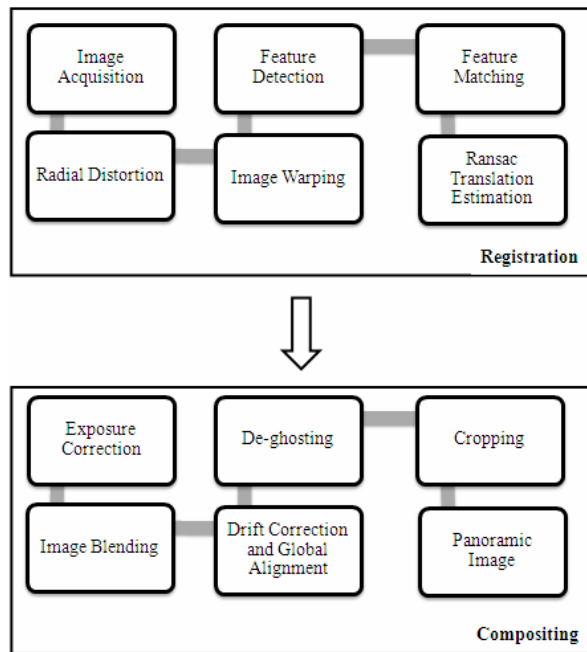 Image
Acquisition
Feature
Detection
Feature
Matching
Radial Distortion
Image Warping
Ransac
Translation
Estimation
Registration
Exposure
Correction
De-ghosting
Cropping
Image Blending
Drift Correction
and Global
Alignment
Panoramic
Image
Compositing